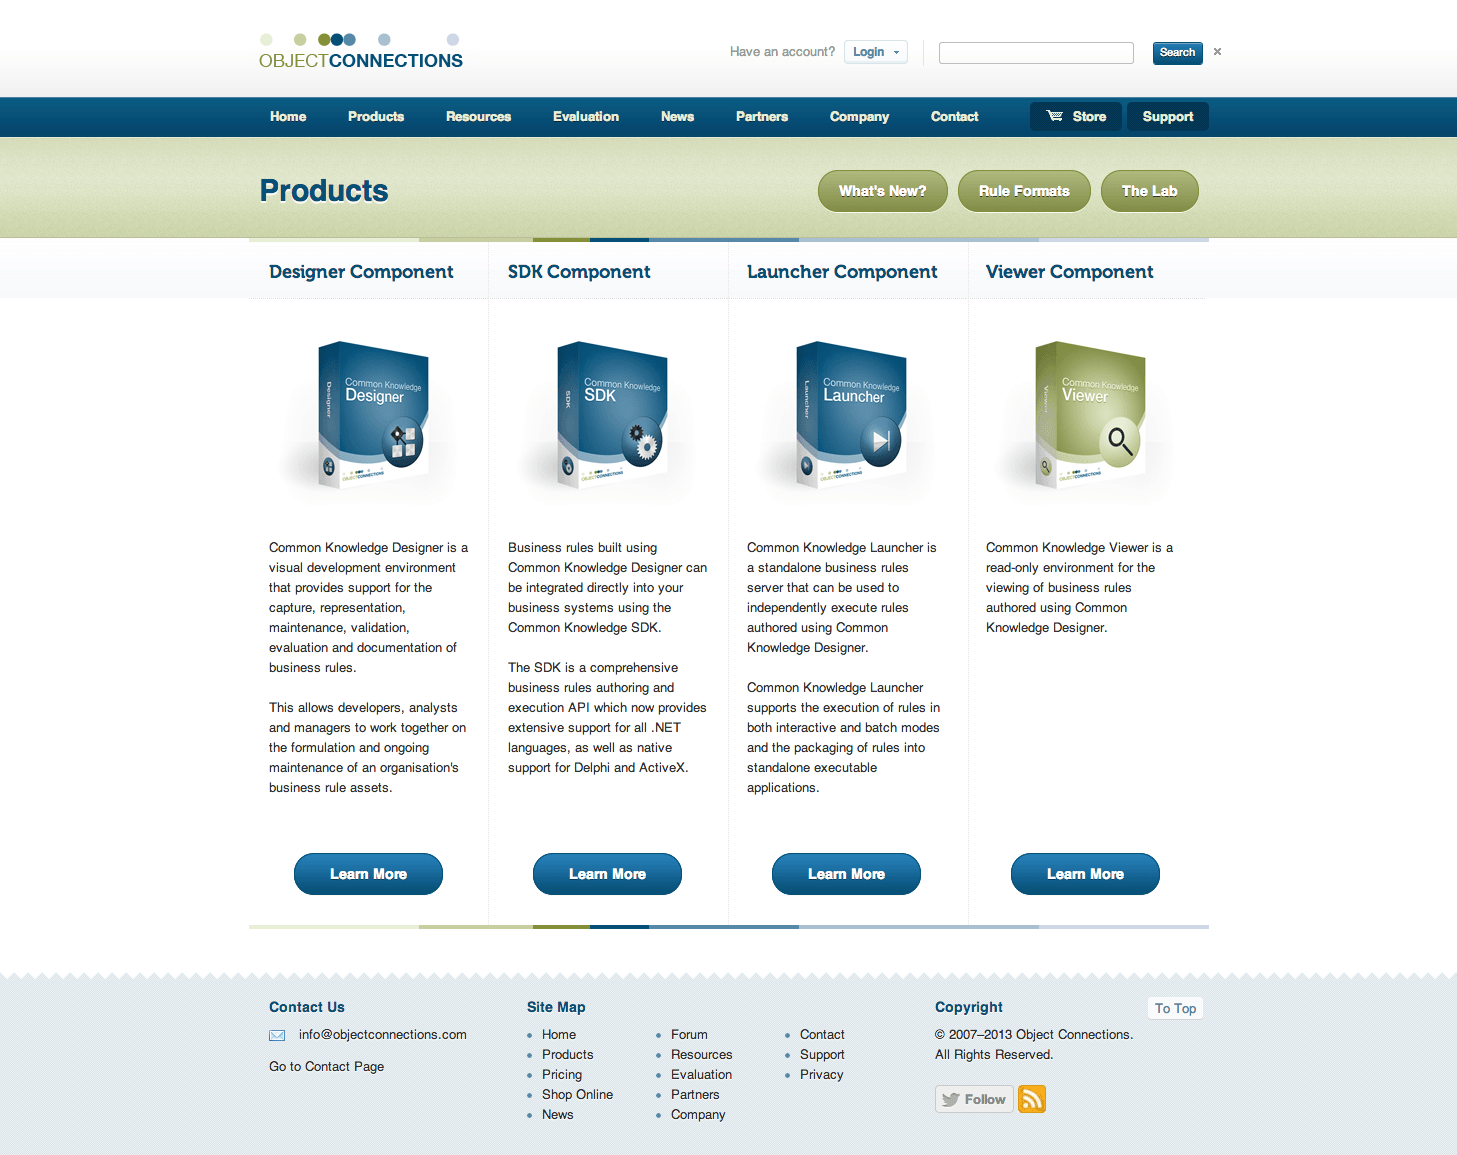 OBJECTCONNECTIONS
Have an account? Login Search ×
Home Products Resources Evaluation News Partners Company Contact Store Support
Products
What's New? Rule Formats The Lab
Designer Component
Common Knowledge
Designer
Designer
OBJECTCONNECTIONS
Common Knowledge Designer is a
visual development environment
that provides support for the
capture, representation,
maintenance, validation,
evaluation and documentation of
business rules.
This allows developers, analysts
and managers to work together on
the formulation and ongoing
maintenance of an organisation's
business rule assets.
Learn More
SDK Component
Common Knowledge
SDK
SDK
OBJECTCONNECTIONS
Business rules built using
Common Knowledge Designer can
be integrated directly into your
business systems using the
Common Knowledge SDK.
The SDK is a comprehensive
business rules authoring and
execution API which now provides
extensive support for all .NET
languages, as well as native
support for Delphi and ActiveX.
Learn More
Launcher Component
Common Knowledge
Launcher
Launcher
OBJECTCONNECTIONS
Common Knowledge Launcher is
a standalone business rules
server that can be used to
independently execute rules
authored using Common
Knowledge Designer.
Common Knowledge Launcher
supports the execution of rules in
both interactive and batch modes
and the packaging of rules into
standalone executable
applications.
Learn More
Viewer Component
Common Knowledge
Viewer
Viewer
OBJECTCONNECTIONS
Common Knowledge Viewer is a
read-only environment for the
viewing of business rules
authored using Common
Knowledge Designer.
Learn More
Contact Us
info@objectconnections.com
Go to Contact Page
Site Map
Home
Products
Pricing
Shop Online
News
Forum
Resources
Evaluation
Partners
Company
Contact
Support
Privacy
Copyright
© 2007–2013 Object Connections.
All Rights Reserved.
Follow
To Top